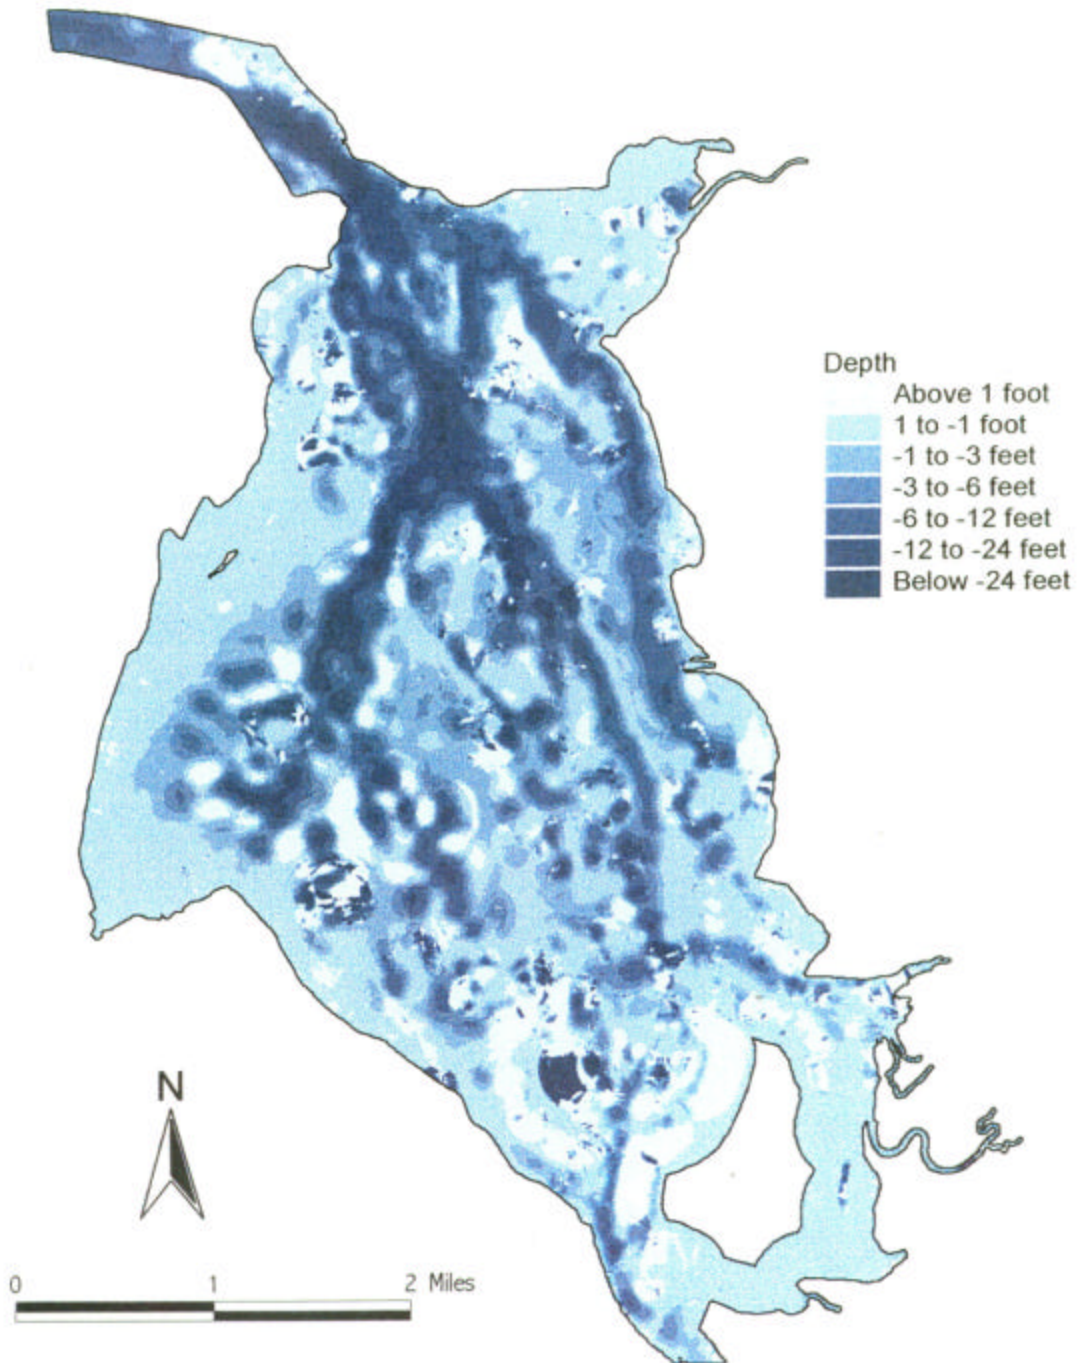 Depth
Above 1 foot
1 to -1 foot
-1 to -3 feet
-3 to -6 feet
-6 to -12 feet
-12 to -24 feet
Below -24 feet
N
0 1 2 Miles